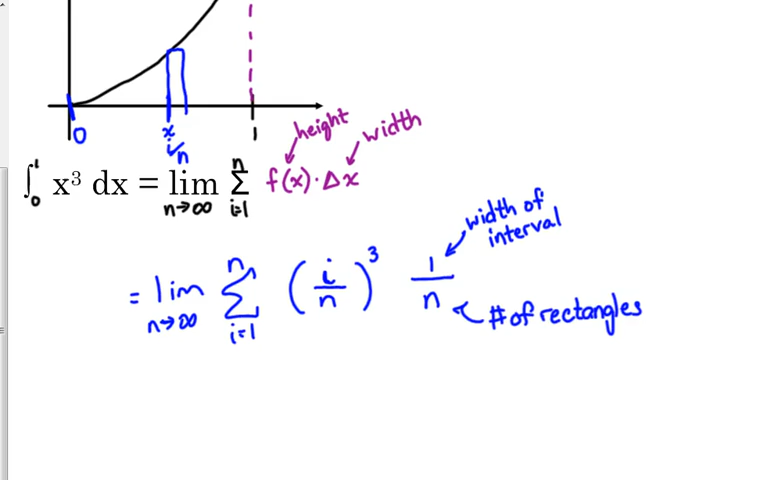 0 x 1
i/n
height width
∫₀¹ x³ dx = lim n→∞ n Σ i=1 f(x)·Δx
width of
interval
= lim n→∞ n Σ i=1 (i/n)³ 1/n
# of rectangles